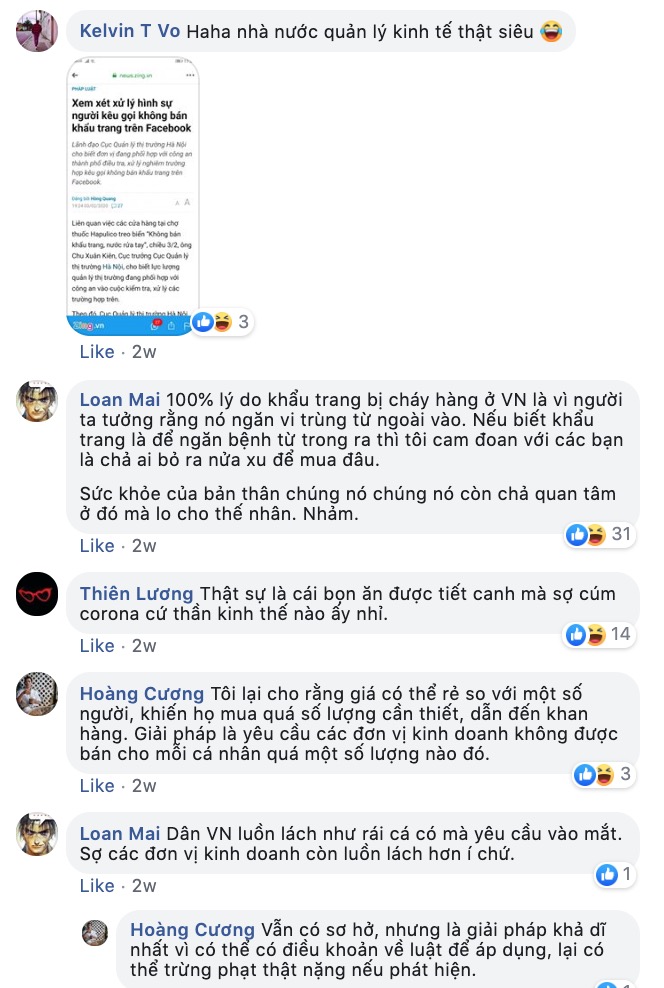 Kelvin T Vo Haha nhà nước quản lý kinh tế thật siêu 😂
news.zing.vn
PHÁP LUẬT
Xem xét xử lý hình sự
người kêu gọi không bán
khẩu trang trên Facebook
Lãnh đạo Cục Quản lý thị trường Hà Nội
cho biết đơn vị đang phối hợp với công an
thành phố điều tra, xử lý nghiêm trường
hợp kêu gọi không bán khẩu trang trên
Facebook.
Đăng bởi Hồng Quang
A A
Liên quan việc các cửa hàng tại chợ
thuốc Hapulico treo biển "Không bán
khẩu trang, nước rửa tay", chiều 3/2, ông
Chu Xuân Kiên, Cục trưởng Cục Quản lý
thị trường Hà Nội, cho biết lực lượng
quản lý thị trường đang phối hợp với
công an vào cuộc kiểm tra, xử lý các
trường hợp trên.
Theo đó, Cục Quản lý thị trường Hà Nội
Zing.vn
3
Like · 2w
Loan Mai 100% lý do khẩu trang bị cháy hàng ở VN là vì người
ta tưởng rằng nó ngăn vi trùng từ ngoài vào. Nếu biết khẩu
trang là để ngăn bệnh từ trong ra thì tôi cam đoan với các bạn
là chả ai bỏ ra nửa xu để mua đâu.
Sức khỏe của bản thân chúng nó chúng nó còn chả quan tâm
ở đó mà lo cho thế nhân. Nhảm.
31
Like · 2w
Thiên Lương Thật sự là cái bọn ăn được tiết canh mà sợ cúm
corona cứ thần kinh thế nào ấy nhỉ.
14
Like · 2w
Hoàng Cương Tôi lại cho rằng giá có thể rẻ so với một số
người, khiến họ mua quá số lượng cần thiết, dẫn đến khan
hàng. Giải pháp là yêu cầu các đơn vị kinh doanh không được
bán cho mỗi cá nhân quá một số lượng nào đó.
3
Like · 2w
Loan Mai Dân VN luồn lách như rái cá có mà yêu cầu vào mắt.
Sợ các đơn vị kinh doanh còn luồn lách hơn í chứ.
1
Like · 2w
Hoàng Cương Vẫn có sơ hở, nhưng là giải pháp khả dĩ
nhất vì có thể có điều khoản về luật để áp dụng, lại có
thể trừng phạt thật nặng nếu phát hiện.